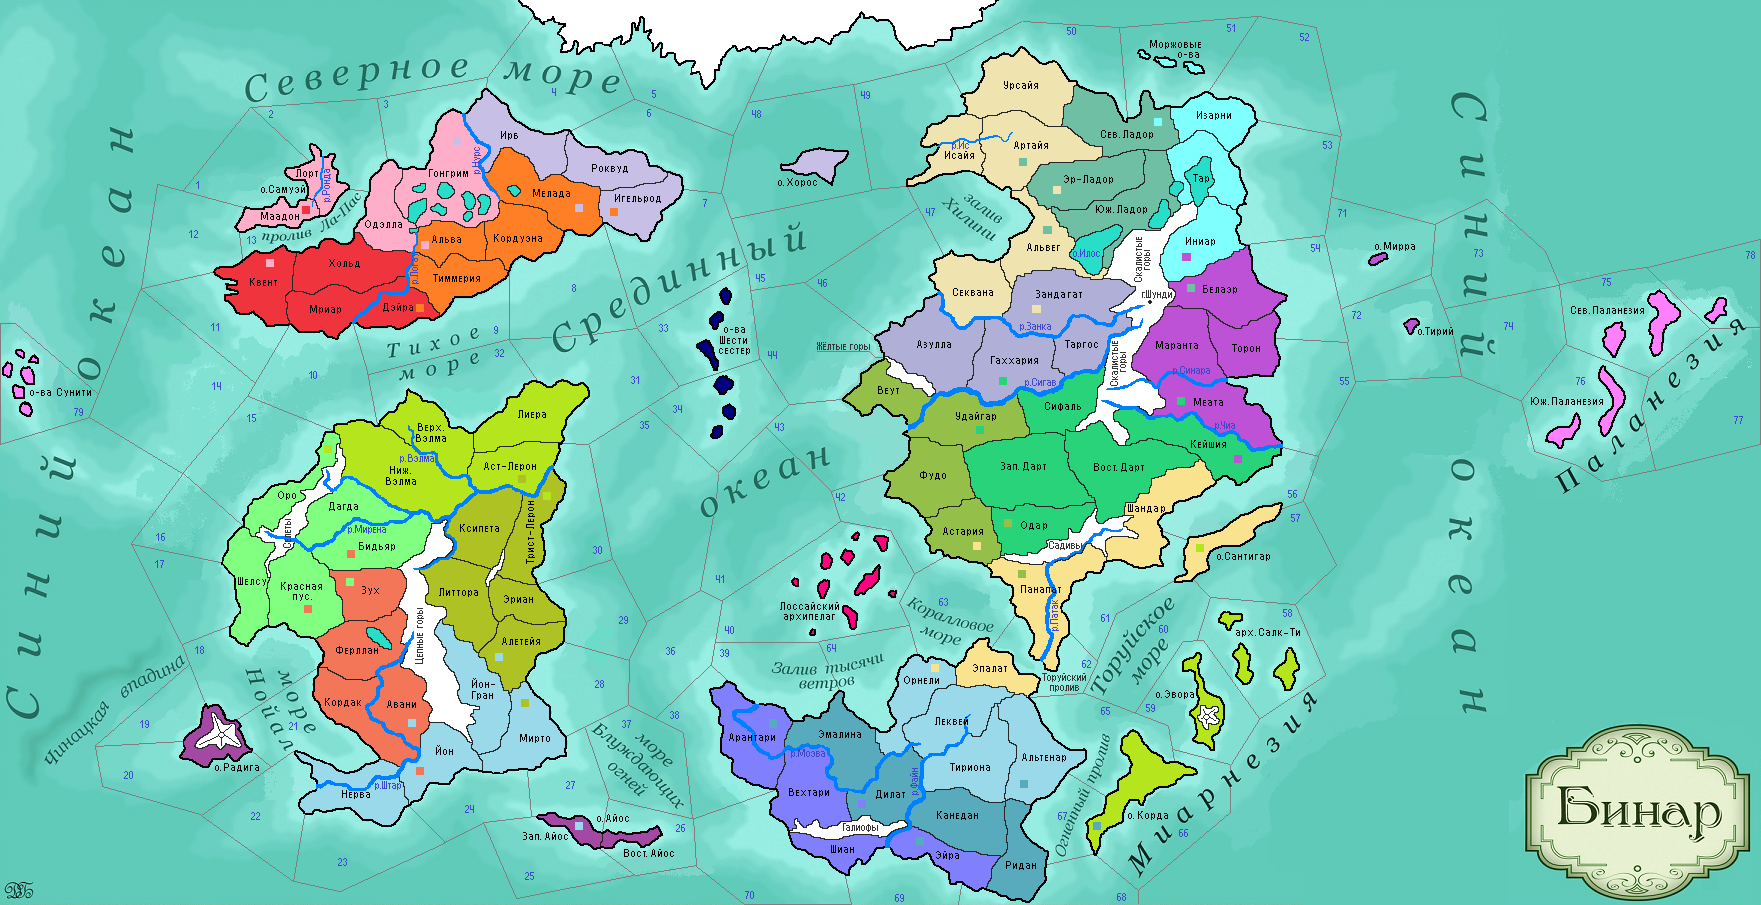 Северное море
Синий океан
Срединный океан
Синий океан
Тихое
море
Моржовые
о-ва
Лорт
о.Самуэй
р.Ронда
Маадон
пролив Ла-Пас
Одэлла
Гонгрим
р.Нурс
Ирб
Роквуд
Игельрод
Мелада
Альва
Кордуэна
Тиммерия
Хольд
Квент
Мриар
Дэйра
о.Хорос
Урсайя
Исайя
р.Ис
Артайя
Сев. Ладор
Эр-Ладор
Юж. Ладор
Изарни
Тар
Иниар
залив
Хилини
Альвег
о.Илос
Скалистые
горы
г.Шунди
Секвана
Зандагат
р.Занка
Азулла
Гаххария
Таргос
р.Сигав
Скалистые
горы
Белаэр
Маранта
Торон
р.Синара
Меата
р.Чиа
Кейшия
Жёлтые горы
Веут
Удайгар
Сифаль
Фудо
Зап. Дарт
Вост. Дарт
Астария
Одар
Садивы
Шандар
Панапат
р.Патак
о.Сантигар
о.Мирра
о.Тирий
Сев. Паланезия
Юж. Паланезия
Паланезия
о-ва
Шести
сестёр
о-ва Сунити
Верх.
Вэлма
Лиера
р.Вэлма
Ниж.
Вэлма
Аст-Лерон
Оро
Дагда
р.Мирена
Бидьяр
Шелсу
Красная
пус.
Ксипета
Трист-Лерон
Литтора
Эриан
Алетейя
Зух
Ферллан
Цепные горы
Кордак
Авани
Йон-
Гран
Йон
Мирто
Нерва
р.Штар
море
Нойал
Чинацкая впадина
о.Радига
Зап. Айос
о.Айос
Вост. Айос
море
Блуждающих
огней
Лоссайский
архипелаг
Коралловое
море
Залив тысячи
ветров
Торуйский
пролив
Торуйское
море
Орнели
Эпалат
Леквей
Арантари
Эмалина
р.Моэва
Вехтари
Дилат
р.Файн
Тириона
Альтенар
Канедан
Галиофы
Шиан
Эйра
Ридан
Огненный пролив
арх. Салк-Ти
о.Эвора
о.Корда
Миарнезия
Бинар
1
2
3
4
5
6
7
8
9
10
11
12
13
14
15
16
17
18
19
20
21
22
23
24
25
26
27
28
29
30
31
32
33
34
35
36
37
38
39
40
41
42
43
44
45
46
47
48
49
50
51
52
53
54
55
56
57
58
59
60
61
62
63
64
65
66
67
68
69
70
71
72
73
74
75
76
77
78
79